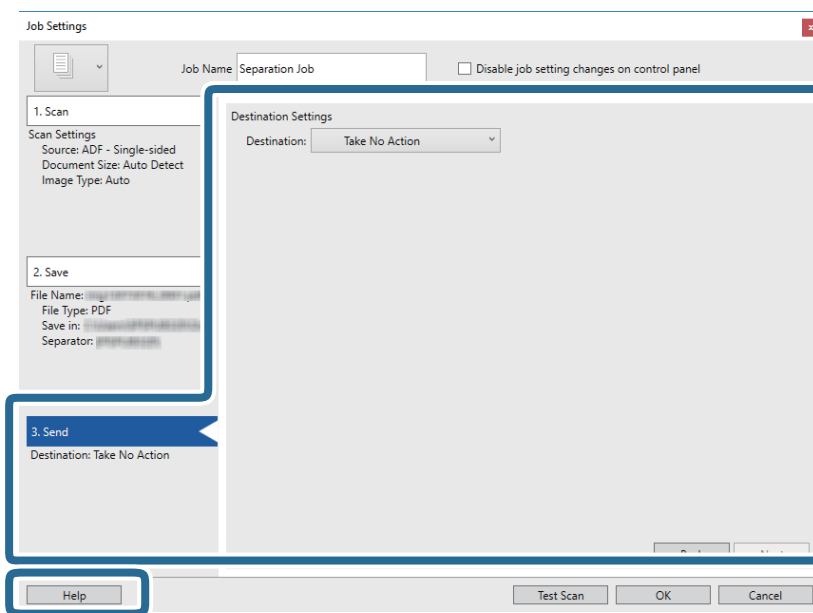 Job Settings
Job Name Separation Job Disable job setting changes on control panel
1. Scan
Scan Settings
Source: ADF - Single-sided
Document Size: Auto Detect
Image Type: Auto
Destination Settings
Destination: Take No Action
2. Save
File Name:
File Type: PDF
Save in:
Separator:
3. Send
Destination: Take No Action
Help Test Scan OK Cancel